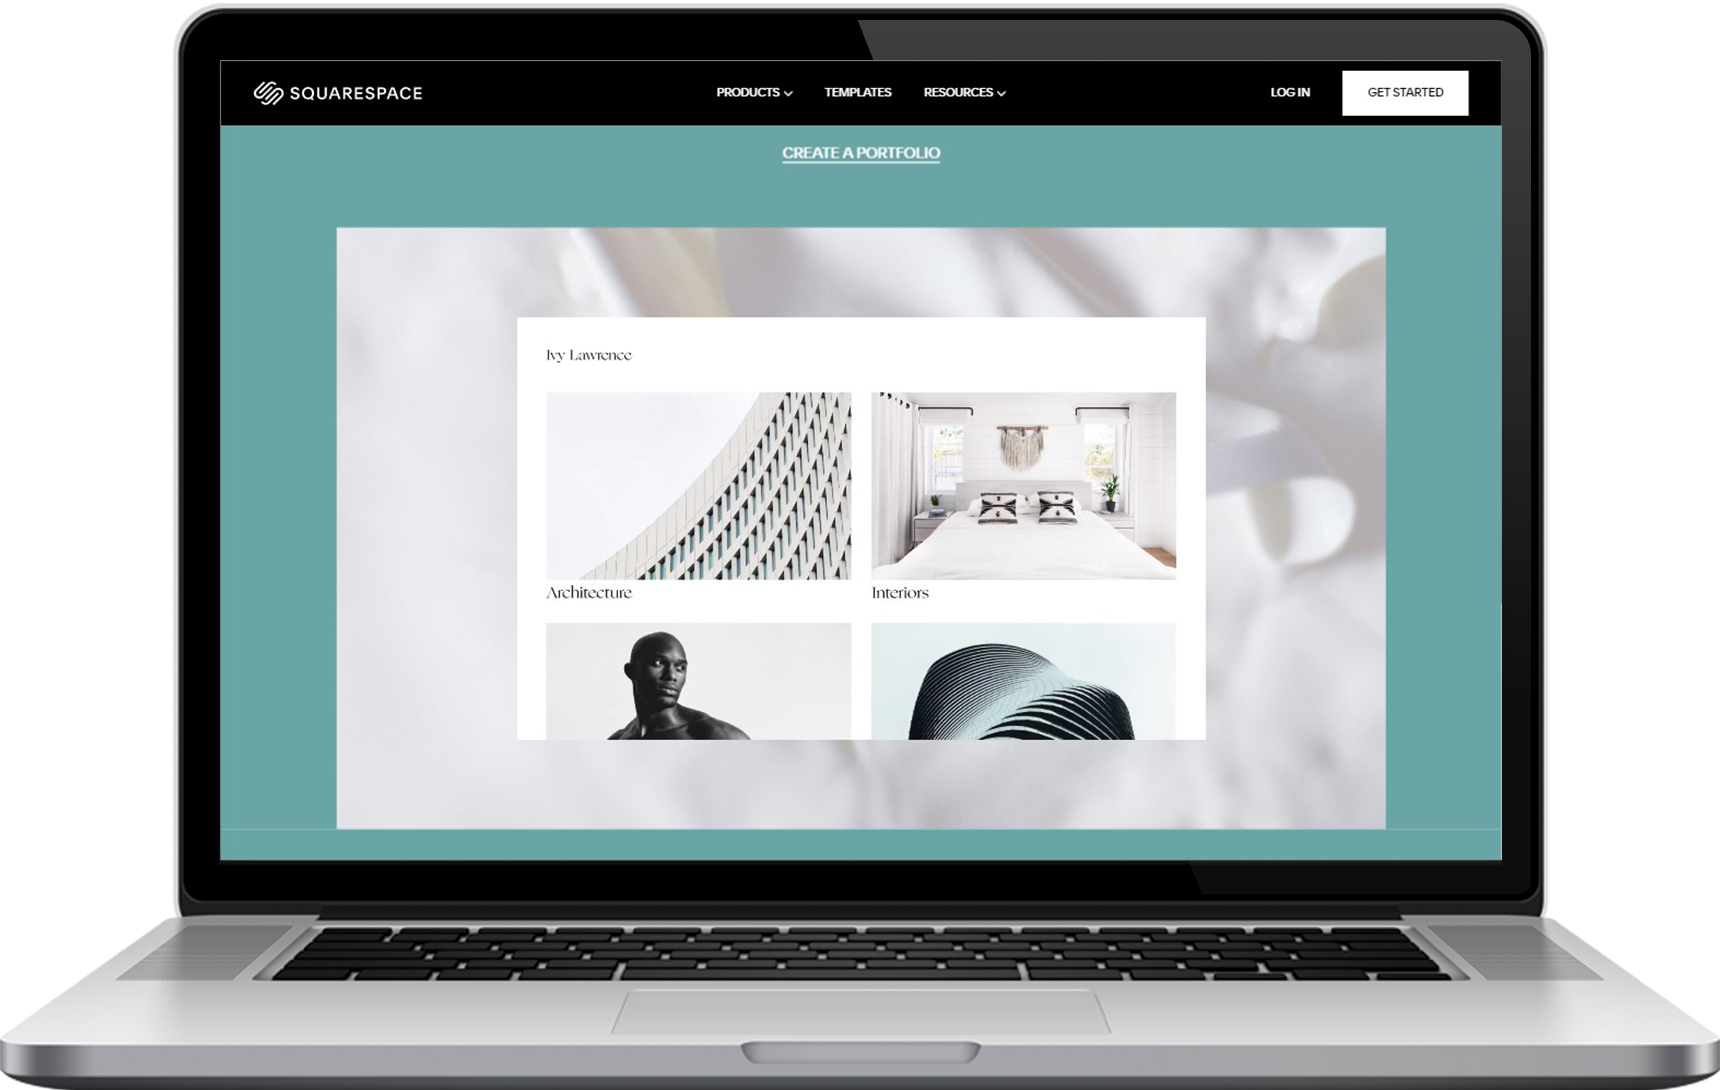 SQUARESPACE
PRODUCTS
TEMPLATES
RESOURCES
LOG IN
GET STARTED
CREATE A PORTFOLIO
Ivy Lawrence
Architecture
Interiors